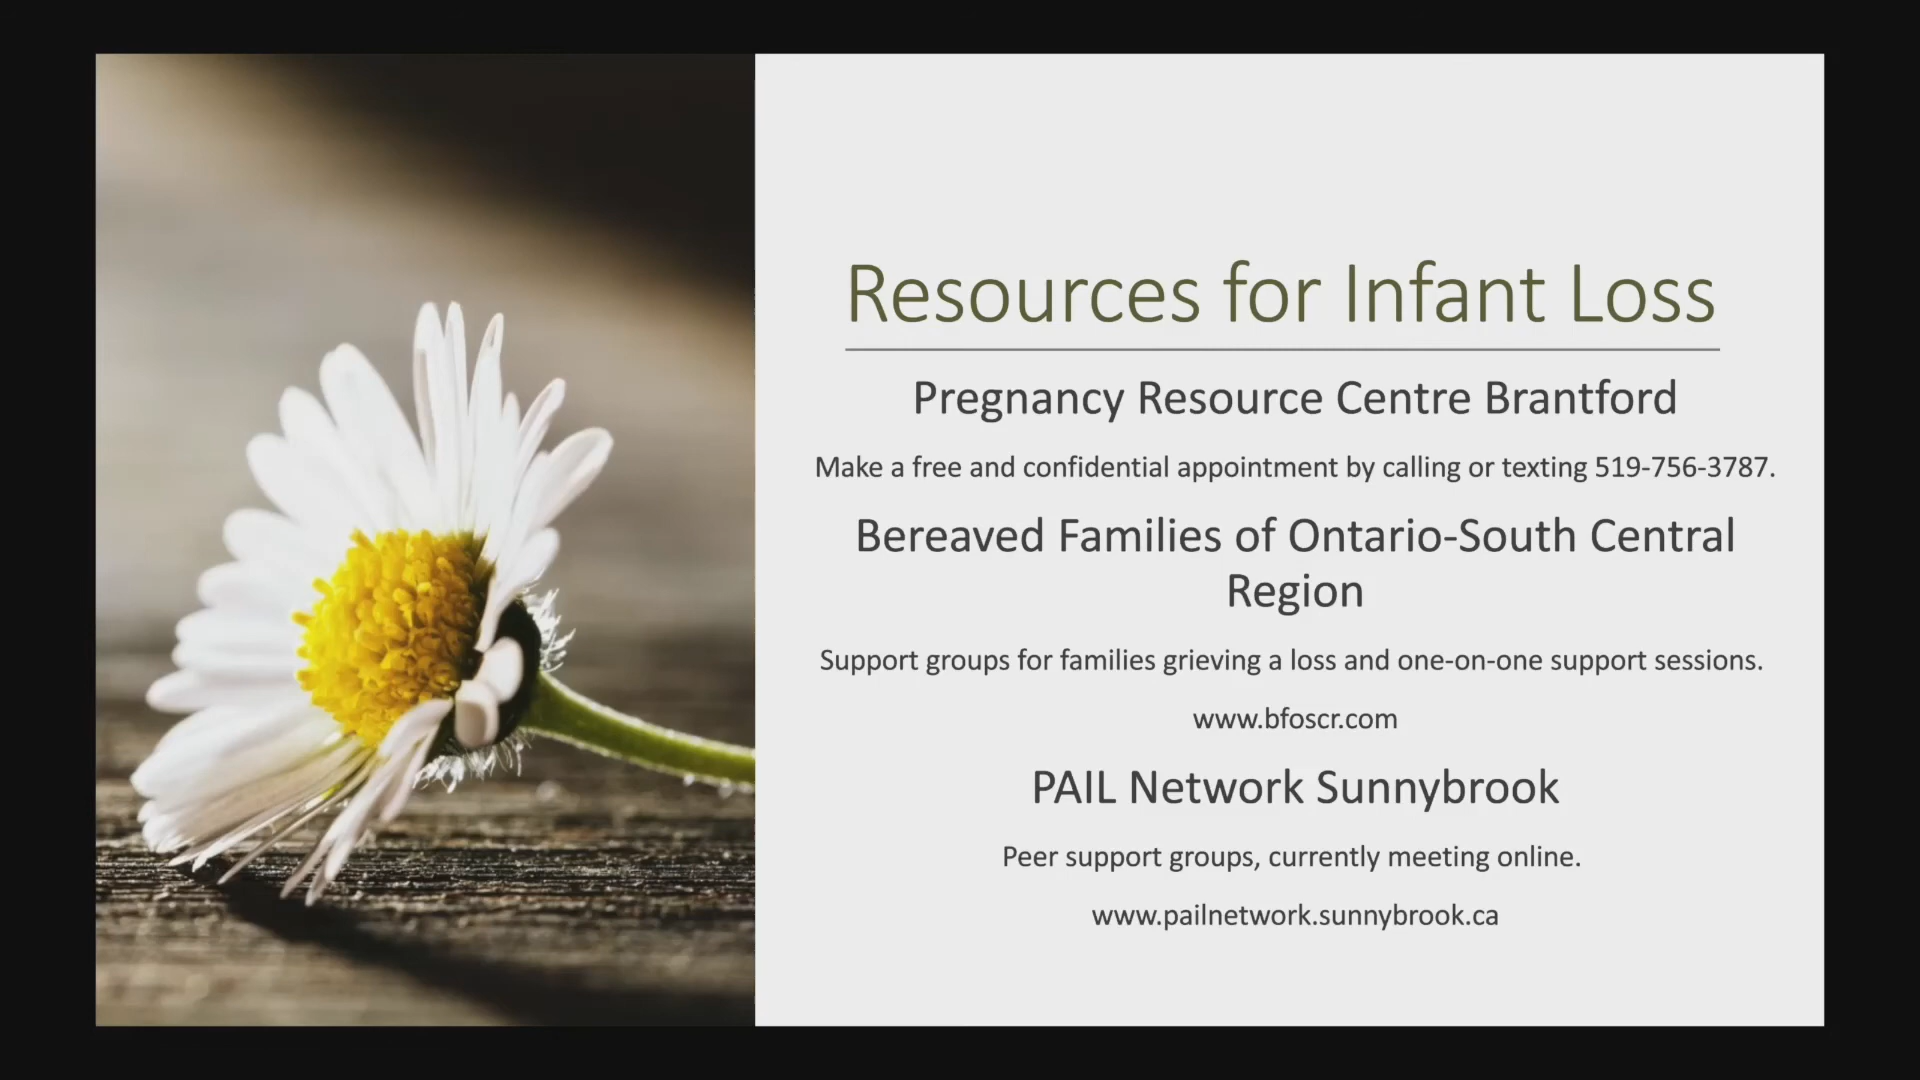 Resources for Infant Loss
Pregnancy Resource Centre Brantford
Make a free and confidential appointment by calling or texting 519-756-3787.
Bereaved Families of Ontario-South Central
Region
Support groups for families grieving a loss and one-on-one support sessions.
www.bfoscr.com
PAIL Network Sunnybrook
Peer support groups, currently meeting online.
www.pailnetwork.sunnybrook.ca